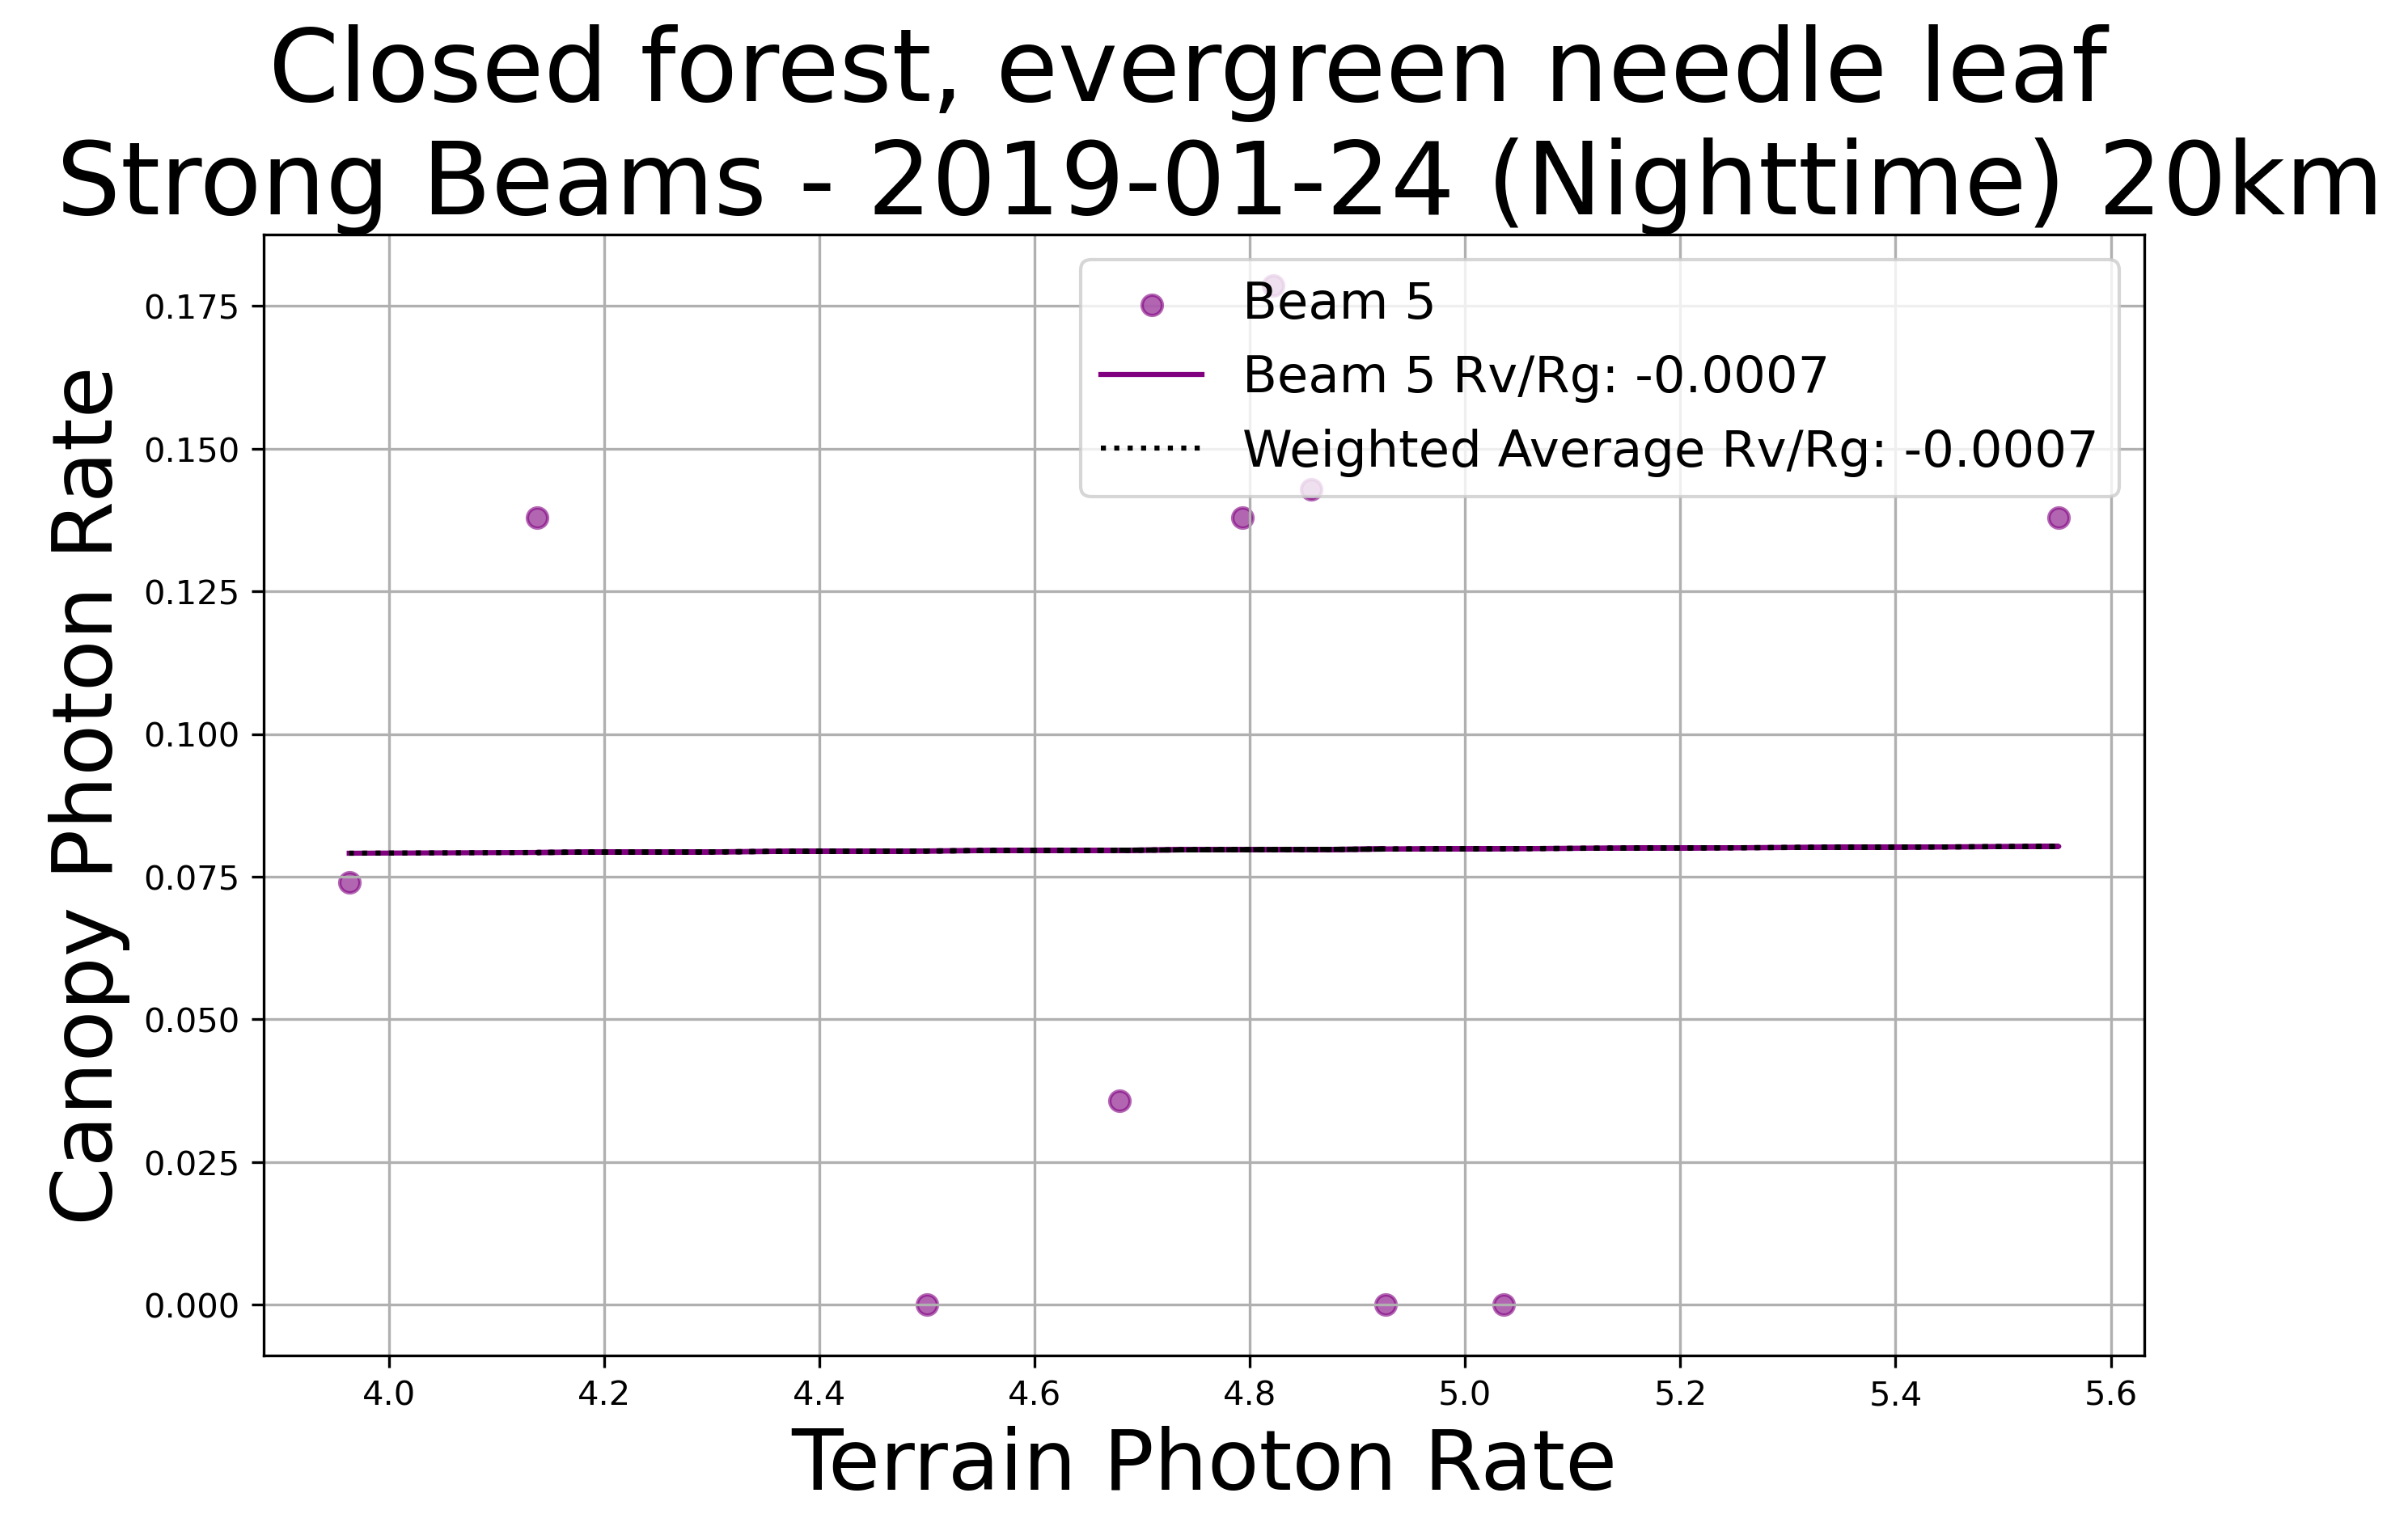 Closed forest, evergreen needle leaf
Strong Beams - 2019-01-24 (Nighttime) 20km
Beam 5
Beam 5 Rv/Rg: -0.0007
Weighted Average Rv/Rg: -0.0007
Canopy Photon Rate
0.175
0.150
0.125
0.100
0.075
0.050
0.025
0.000
4.0 4.2 4.4 4.6 4.8 5.0 5.2 5.4 5.6
Terrain Photon Rate